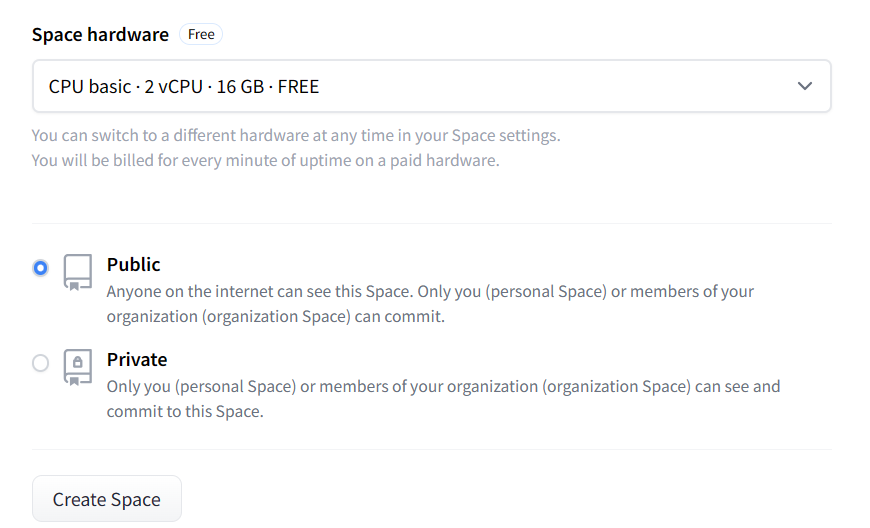 Space hardware Free
CPU basic · 2 vCPU · 16 GB · FREE
You can switch to a different hardware at any time in your Space settings.
You will be billed for every minute of uptime on a paid hardware.
Public
Anyone on the internet can see this Space. Only you (personal Space) or members of your
organization (organization Space) can commit.
Private
Only you (personal Space) or members of your organization (organization Space) can see and
commit to this Space.
Create Space